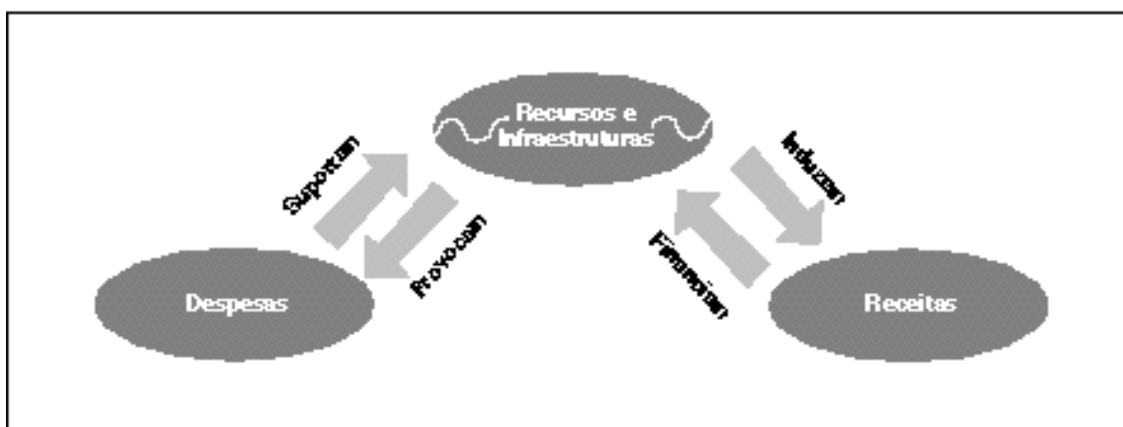 Recursos e
Infraestruturas
Suportam
Provocam
Induzem
Financiam
Despesas
Receitas